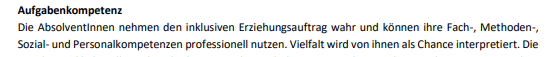 Aufgabenkompetenz
Die AbsolventInnen nehmen den inklusiven Erziehungsauftrag wahr und können ihre Fach-, Methoden-,
Sozial- und Personalkompetenzen professionell nutzen. Vielfalt wird von ihnen als Chance interpretiert. Die